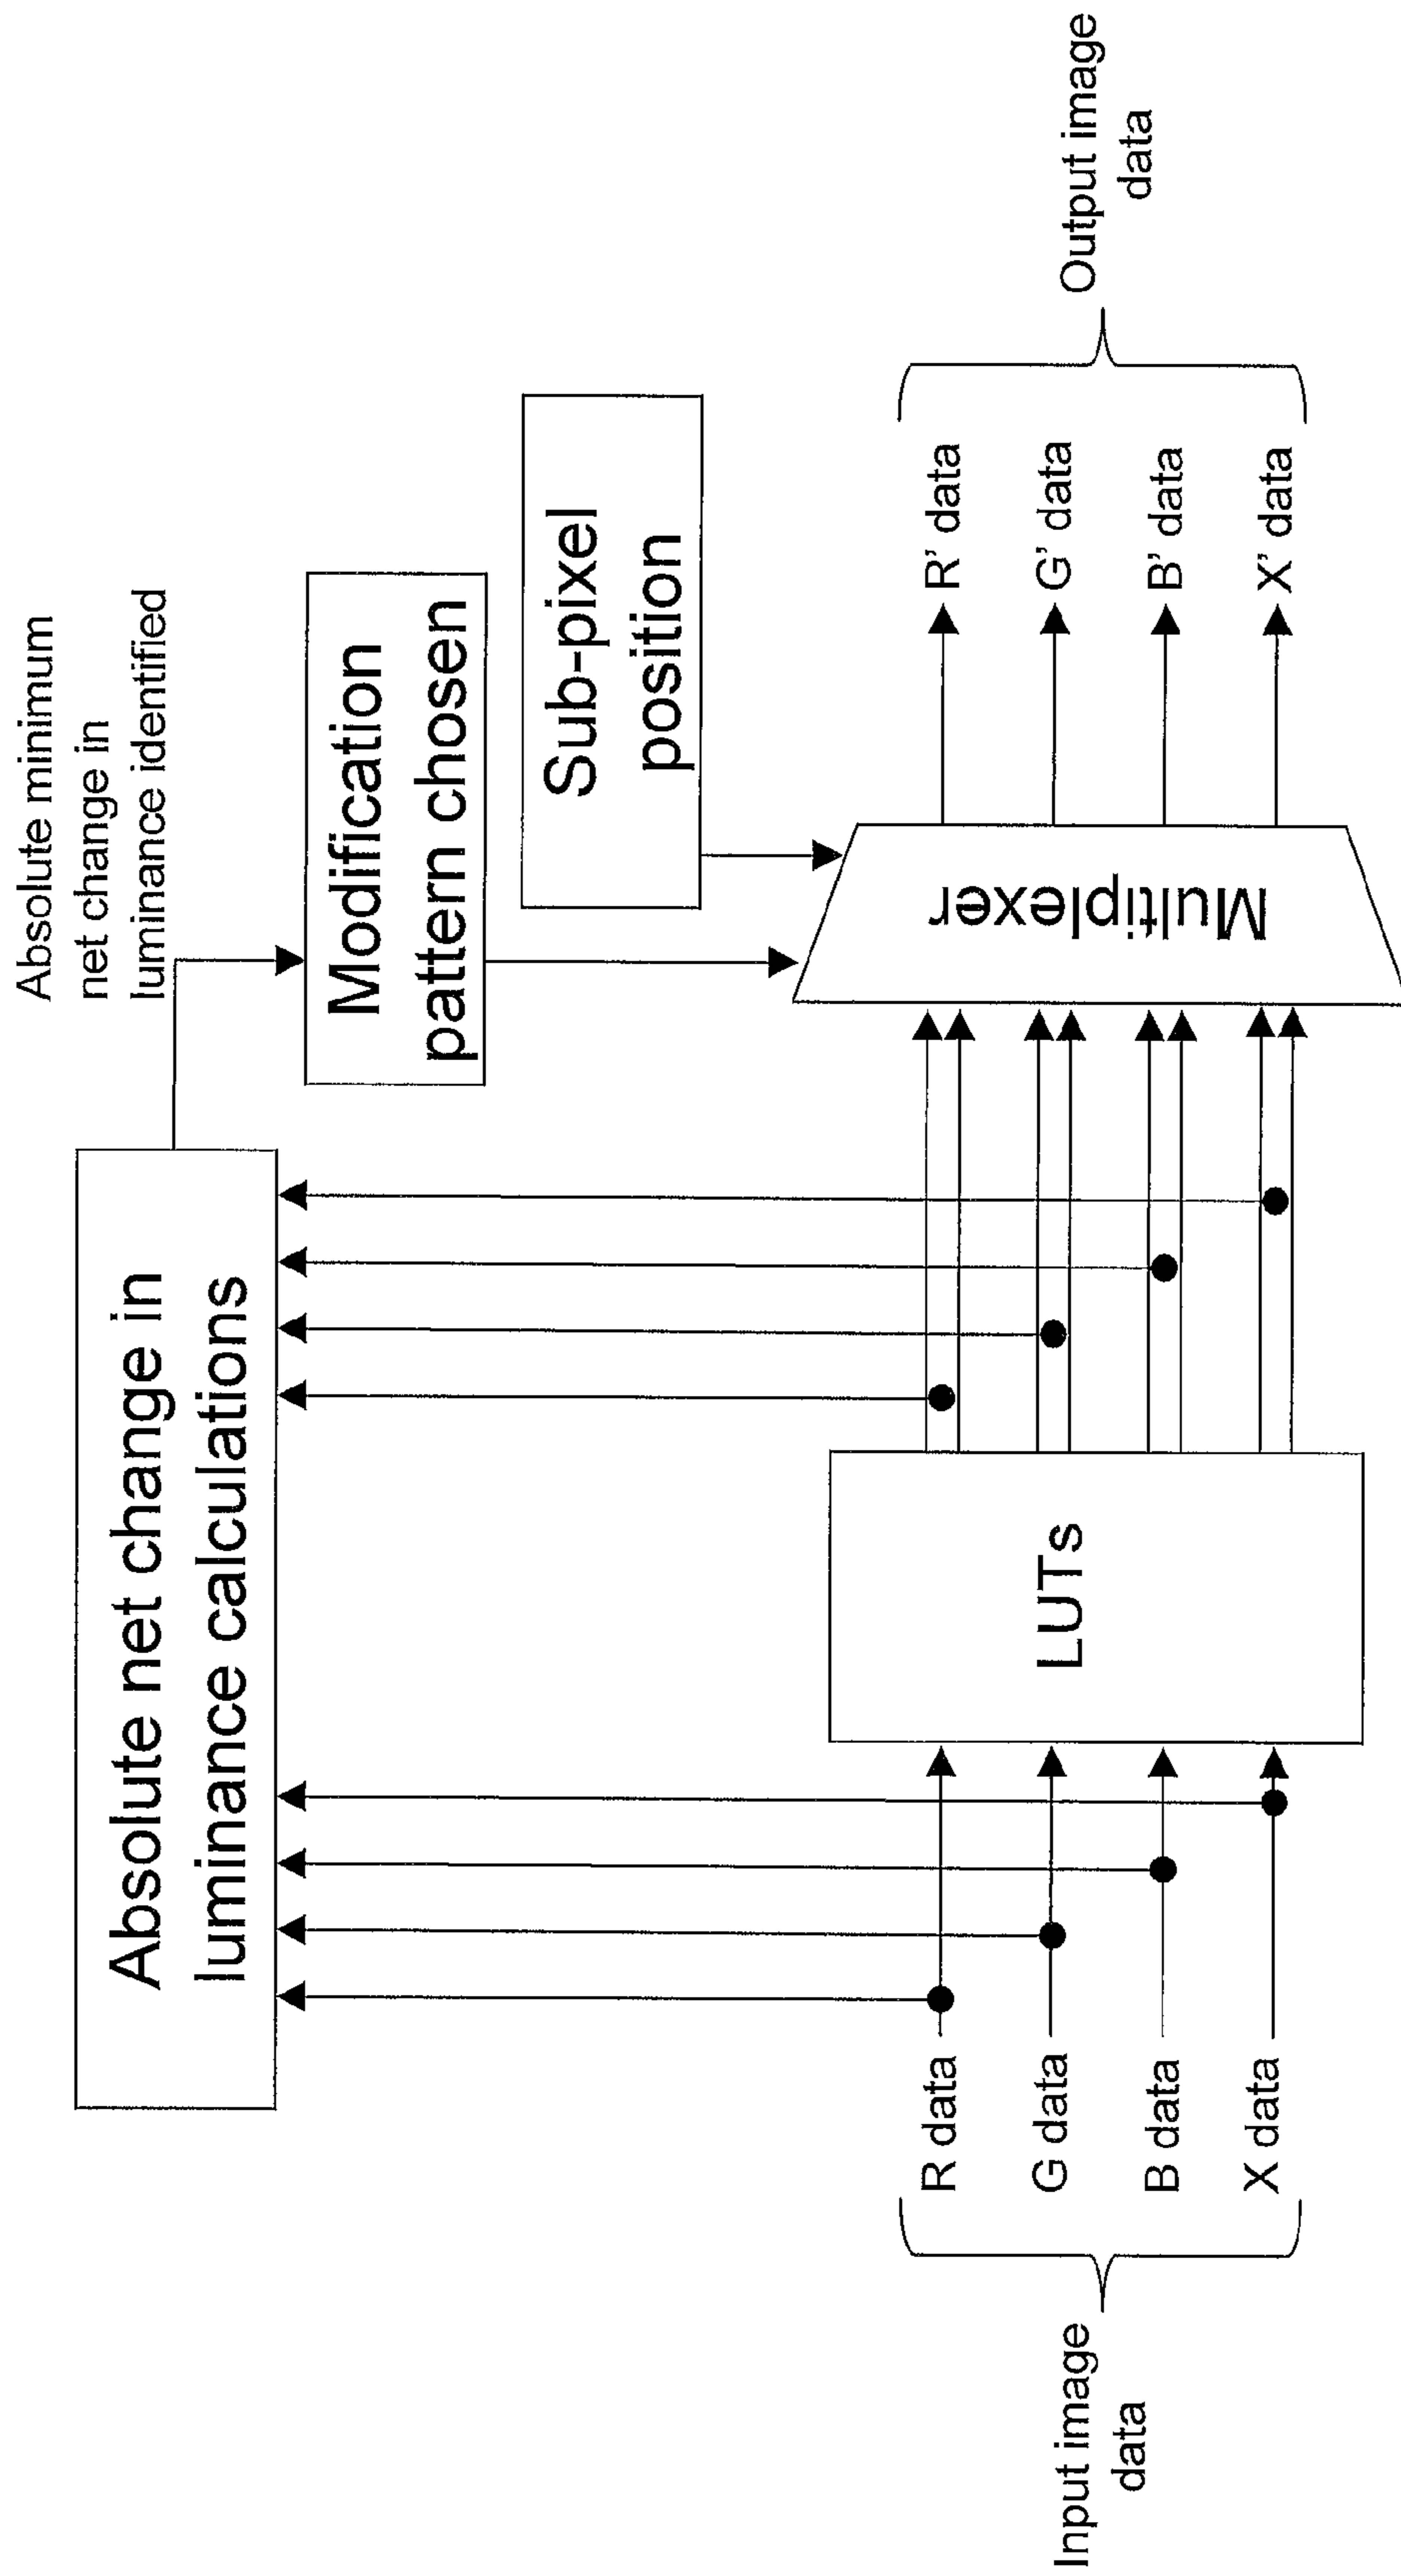 Absolute net change in
luminance calculations
Absolute minimum
net change in
luminance identified
Modification
pattern chosen
Sub-pixel
position
Input image
data
R data
G data
B data
X data
LUTs
Multiplexer
R' data
G' data
B' data
X' data
Output image
data